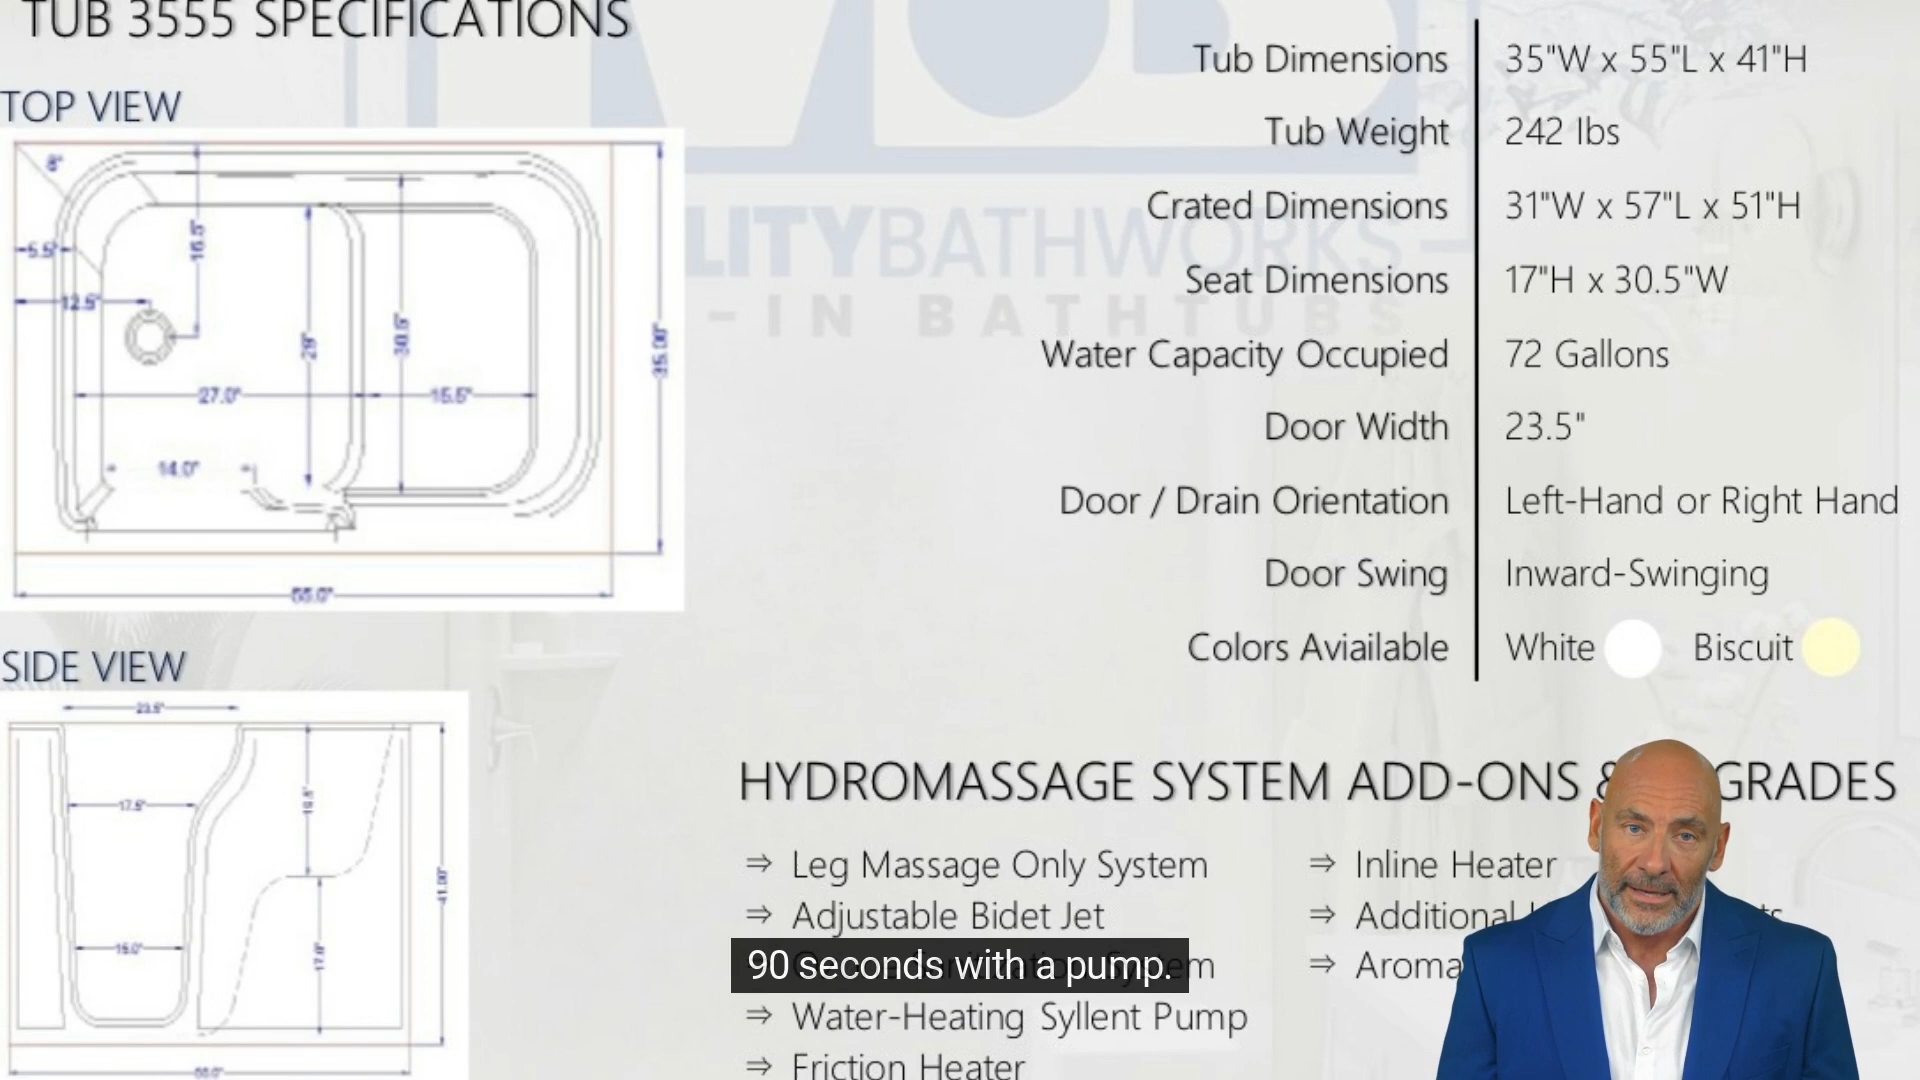 TUB 3555 SPECIFICATIONS
TOP VIEW
8"
5.5"
16.5"
12.5"
29"
30.5"
35.00"
27.0"
15.5"
14.0"
55.0"
SIDE VIEW
23.5"
17.5"
15.0"
17.0"
41.00"
Tub Dimensions 35"W x 55"L x 41"H
Tub Weight 242 lbs
Crated Dimensions 31"W x 57"L x 51"H
Seat Dimensions 17"H x 30.5"W
Water Capacity Occupied 72 Gallons
Door Width 23.5"
Door / Drain Orientation Left-Hand or Right Hand
Door Swing Inward-Swinging
Colors Aviailable White Biscuit
LITYBATHWORKS
-IN BATHTUBS
HYDROMASSAGE SYSTEM ADD-ONS & GRADES
⇒ Leg Massage Only System ⇒ Inline Heater
⇒ Adjustable Bidet Jet ⇒ Additional
⇒ Aroma
90 seconds with a pump.
⇒ Water-Heating Syllent Pump
⇒ Friction Heater